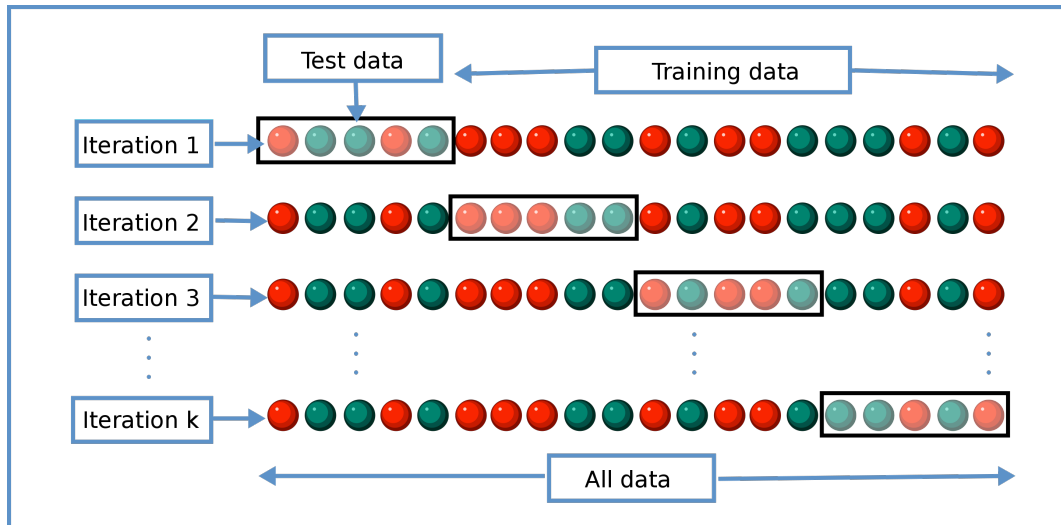 Test data
Training data
Iteration 1
Iteration 2
Iteration 3
Iteration k
All data